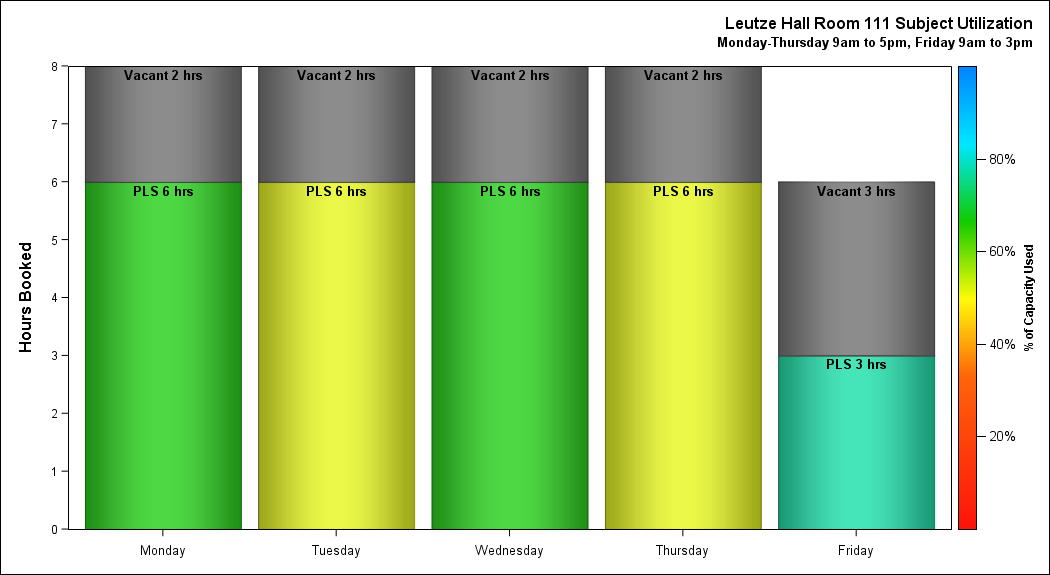 Leutze Hall Room 111 Subject Utilization
Monday-Thursday 9am to 5pm, Friday 9am to 3pm
Hours Booked
8
7
6
5
4
3
2
1
0
Vacant 2 hrs
PLS 6 hrs
Vacant 2 hrs
PLS 6 hrs
Vacant 2 hrs
PLS 6 hrs
Vacant 2 hrs
PLS 6 hrs
Vacant 3 hrs
PLS 3 hrs
Monday
Tuesday
Wednesday
Thursday
Friday
80%
60%
40%
20%
% of Capacity Used